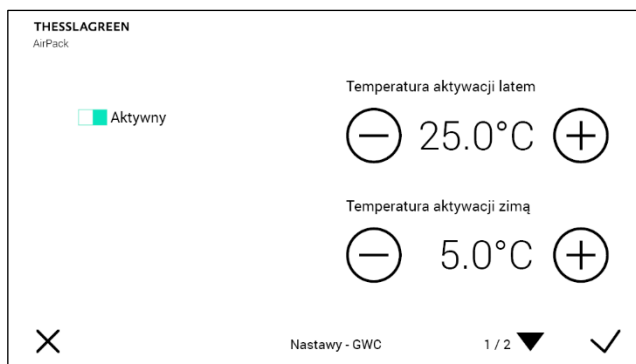 THESSLAGREEN
AirPack
Temperatura aktywacji latem
Aktywny
25.0°C
Temperatura aktywacji zimą
5.0°C
Nastawy - GWC
1 / 2